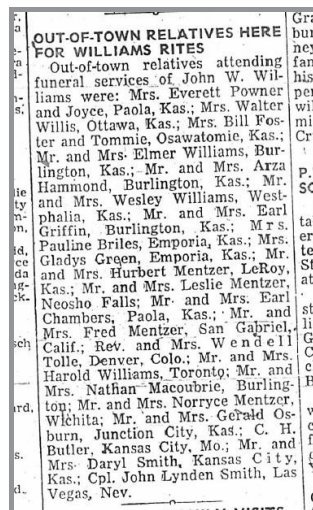 OUT-OF-TOWN RELATIVES HERE
FOR WILLIAMS RITES
Out-of-town relatives attending
funeral services of John W. Wil-
liams were: Mrs. Everett Powner
and Joyce, Paola, Kas.; Mrs. Walter
Willis, Ottawa, Kas.; Mrs. Bill Fos-
ter and Tommie, Osawatomie, Kas.;
Mr. and Mrs. Elmer Williams, Bur-
lington, Kas.; Mr. and Mrs. Arza
Hammond, Burlington, Kas.; Mr.
and Mrs. Wesley Williams, West-
phalia, Kas.; Mr. and Mrs. Earl
Griffin, Burlington, Kas.; Mrs.
Pauline Briles, Emporia, Kas.; Mrs.
Gladys Green, Emporia, Kas.; Mr.
and Mrs. Hurbert Mentzer, LeRoy,
Kas.; Mr. and Mrs. Leslie Mentzer,
Neosho Falls; Mr. and Mrs. Earl
Chambers, Paola, Kas.; Mr. and
Mrs. Fred Mentzer, San Gabriel,
Calif.; Rev. and Mrs. Wendell
Tolle, Denver, Colo.; Mr. and Mrs.
Harold Williams, Toronto; Mr. and
Mrs. Nathan Macoubrie, Burling-
ton; Mr. and Mrs. Norryce Mentzer,
Wichita; Mr. and Mrs. Gerald Os-
burn, Junction City, Kas.; C. H.
Butler, Kansas City, Mo.; Mr. and
Mrs. Daryl Smith, Kansas City,
Kas.; Cpl. John Lynden Smith, Las
Vegas, Nev.